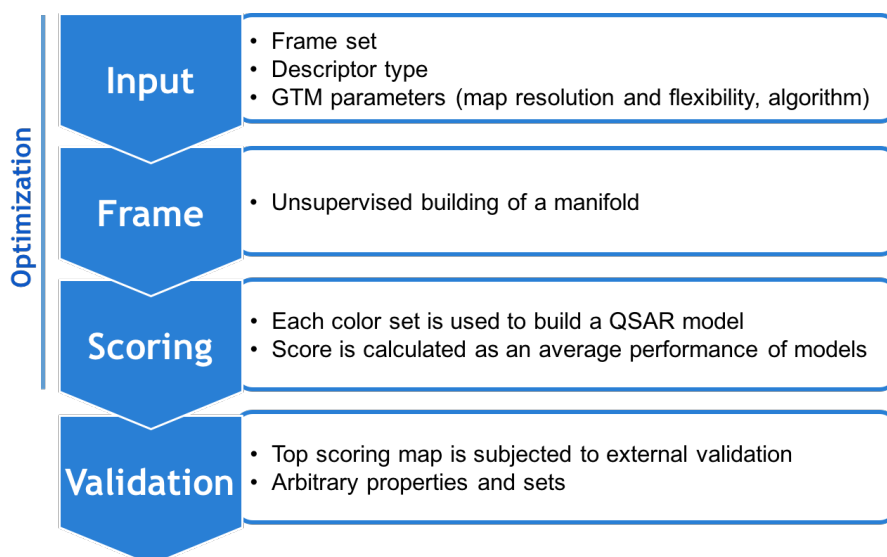 Optimization
Input
• Frame set
• Descriptor type
• GTM parameters (map resolution and flexibility, algorithm)
Frame
• Unsupervised building of a manifold
Scoring
• Each color set is used to build a QSAR model
• Score is calculated as an average performance of models
Validation
• Top scoring map is subjected to external validation
• Arbitrary properties and sets